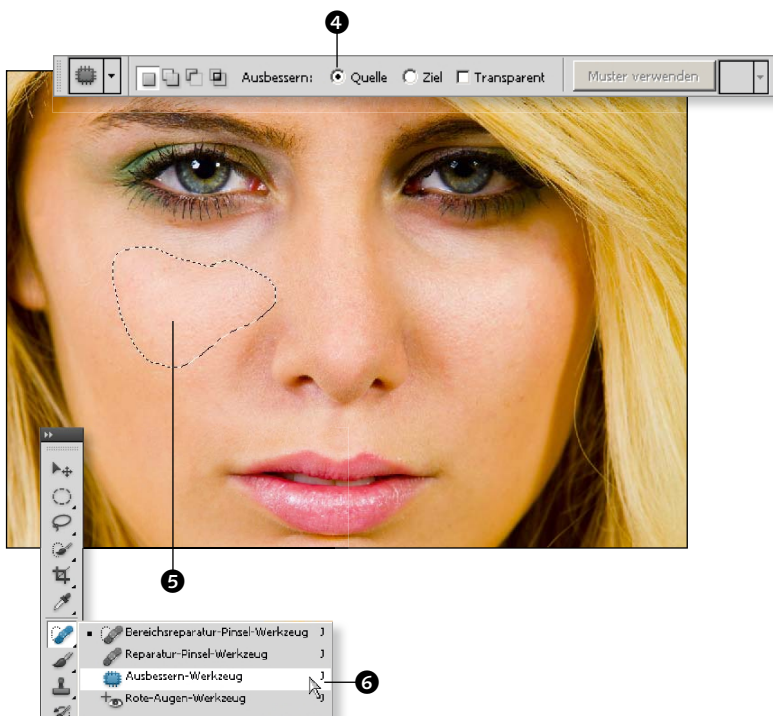 4
Ausbessern: Quelle Ziel Transparent Muster verwenden
5
Bereichsreparatur-Pinsel-Werkzeug J
Reparatur-Pinsel-Werkzeug J
Ausbessern-Werkzeug J
6
Rote-Augen-Werkzeug J